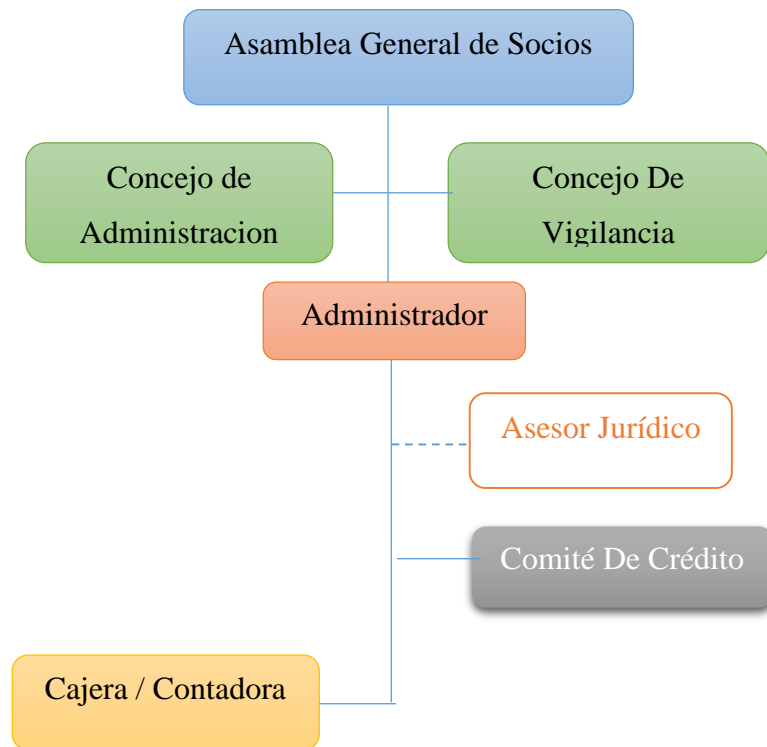 Asamblea General de Socios
Concejo de
Administracion
Concejo De
Vigilancia
Administrador
Asesor Jurídico
Comité De Crédito
Cajera / Contadora